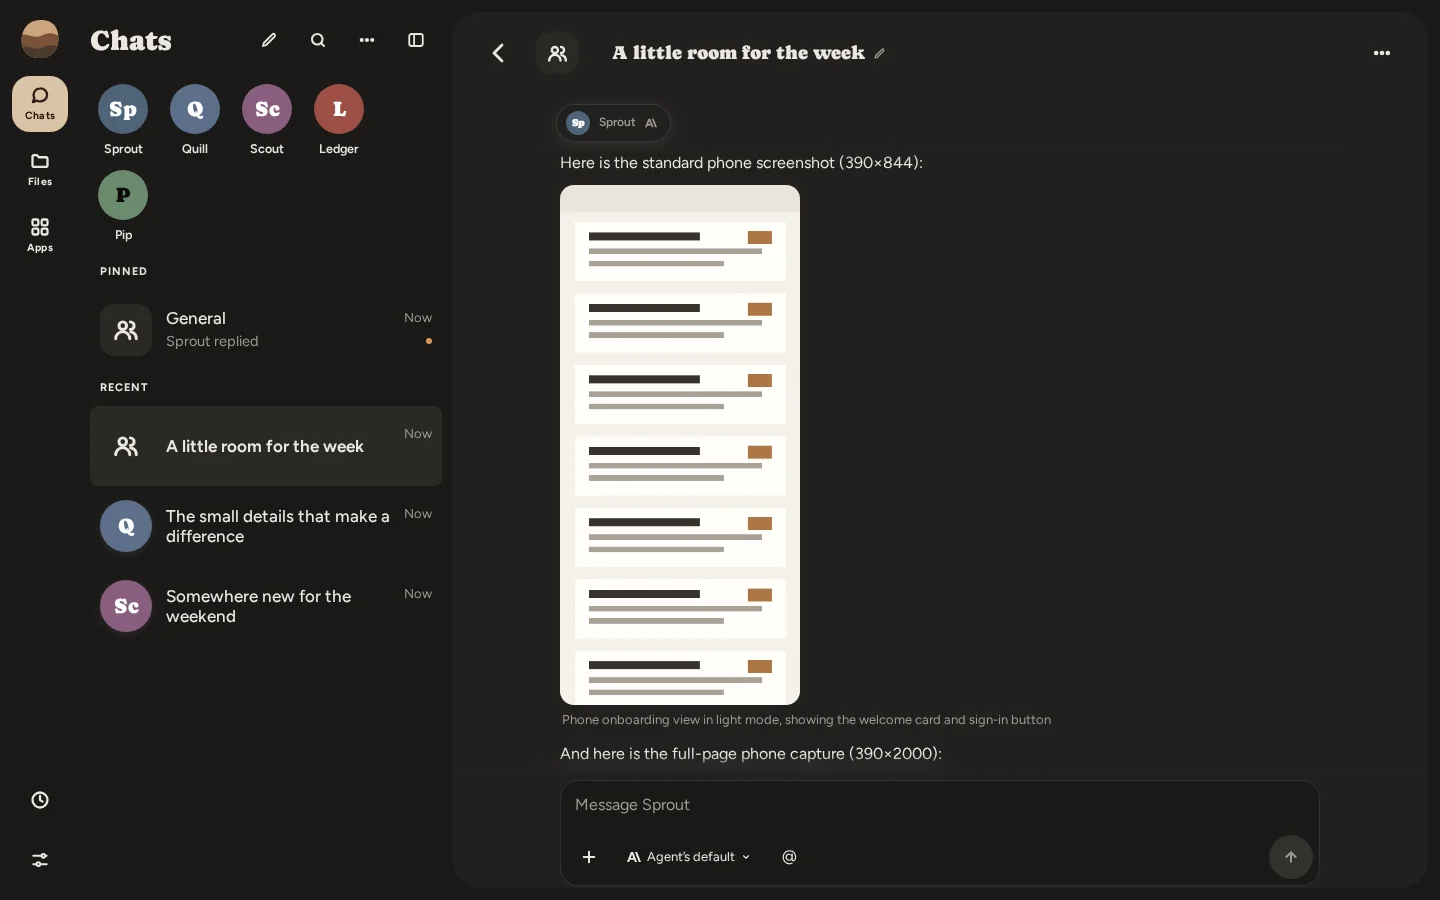 Chats
Chats
Files
Apps
Sp
Sprout
Q
Quill
Sc
Scout
L
Ledger
P
Pip
PINNED
General
Now
Sprout replied
RECENT
A little room for the week
Now
Q
The small details that make a
difference
Now
Sc
Somewhere new for the
weekend
Now
A little room for the week
Sp
Sprout
Here is the standard phone screenshot (390×844):
Phone onboarding view in light mode, showing the welcome card and sign-in button
And here is the full-page phone capture (390×2000):
Message Sprout
Agent's default
@